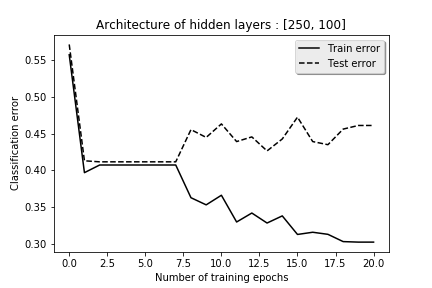 Architecture of hidden layers : [250, 100]
Train error
Test error
Classification error
0.55
0.50
0.45
0.40
0.35
0.30
0.0 2.5 5.0 7.5 10.0 12.5 15.0 17.5 20.0
Number of training epochs